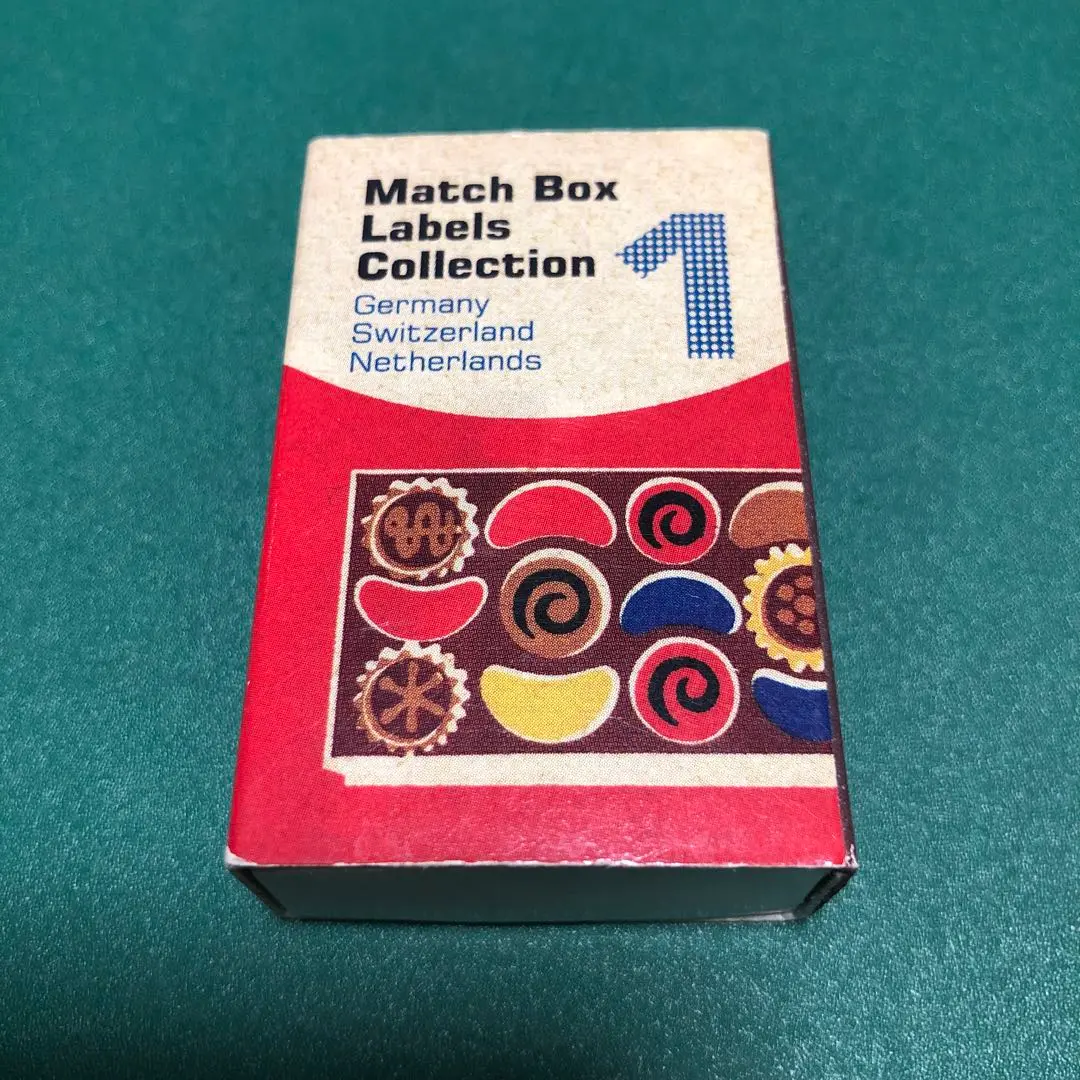 Match Box
Labels
Collection
1
Germany
Switzerland
Netherlands